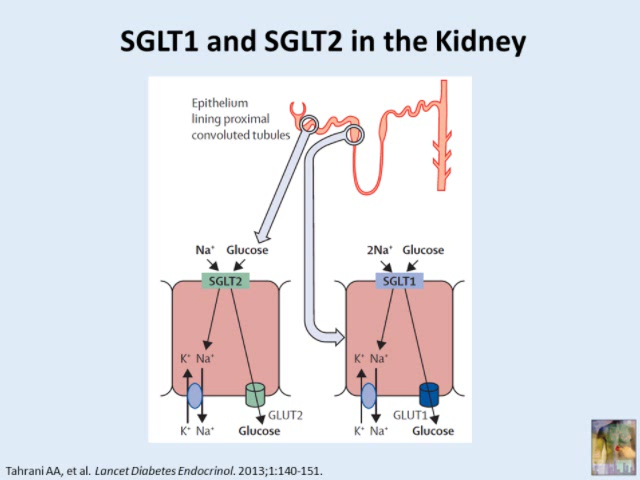 SGLT1 and SGLT2 in the Kidney
Epithelium
lining proximal
convoluted tubules
Na⁺ Glucose
2Na⁺ Glucose
SGLT2
SGLT1
K⁺ Na⁺
K⁺ Na⁺
GLUT2
GLUT1
K⁺ Na⁺ Glucose
K⁺ Na⁺ Glucose
Tahrani AA, et al. Lancet Diabetes Endocrinol. 2013;1:140-151.